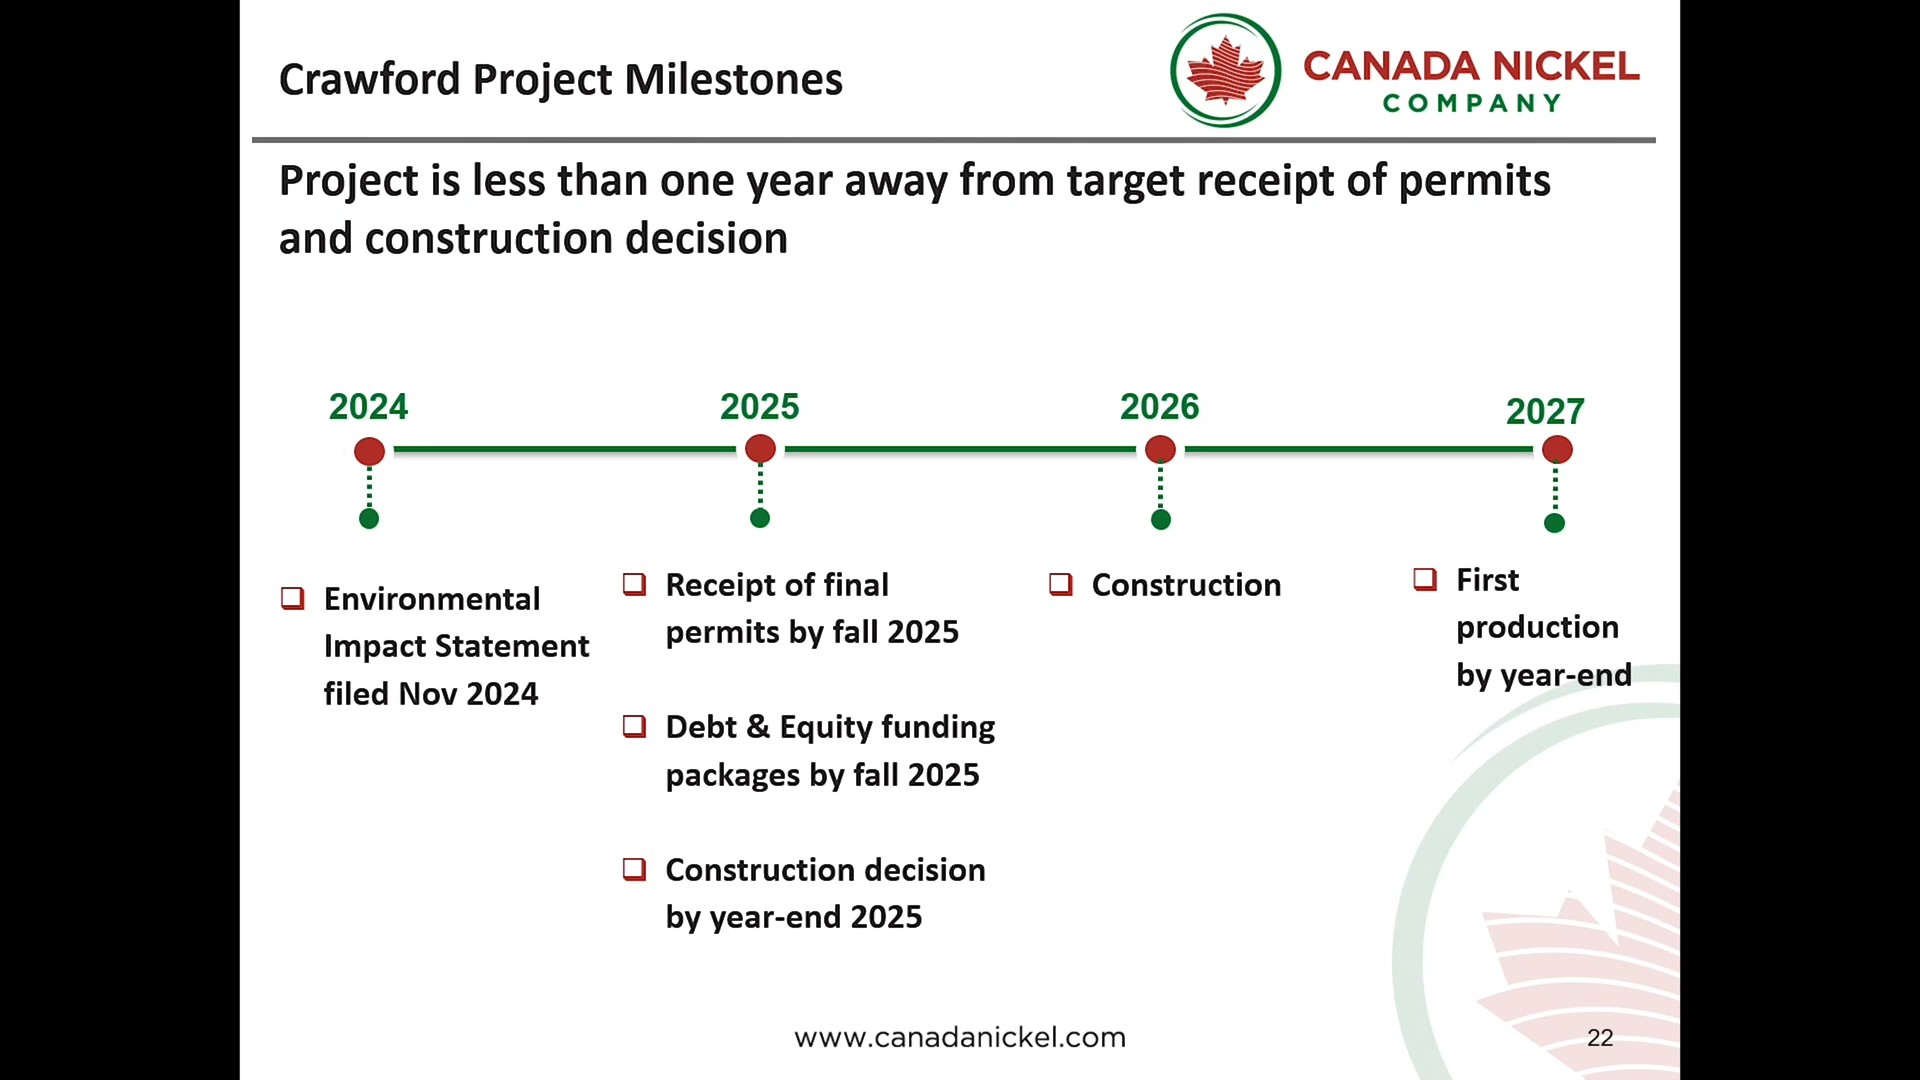 Crawford Project Milestones
CANADA NICKEL
COMPANY
Project is less than one year away from target receipt of permits
and construction decision
2024
2025
2026
2027
Environmental
Impact Statement
filed Nov 2024
Receipt of final
permits by fall 2025
Debt & Equity funding
packages by fall 2025
Construction decision
by year-end 2025
Construction
First
production
by year-end
www.canadanickel.com
22